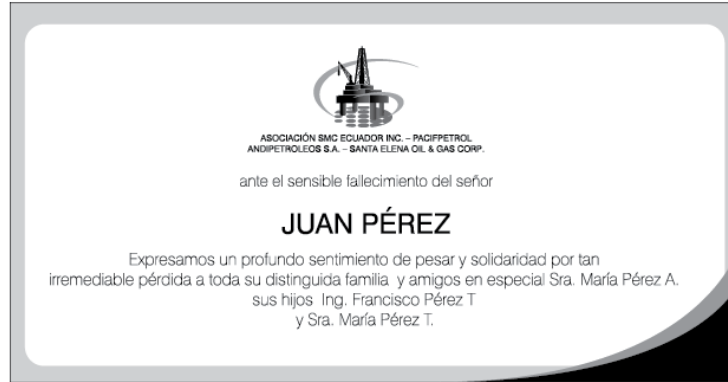 ASOCIACIÓN SMC ECUADOR INC. – PACIFPETROL
ANDIPETROLEOS S.A. – SANTA ELENA OIL & GAS CORP.
ante el sensible fallecimiento del señor
JUAN PÉREZ
Expresamos un profundo sentimiento de pesar y solidaridad por tan
irremediable pérdida a toda su distinguida familia y amigos en especial Sra. María Pérez A.
sus hijos Ing. Francisco Pérez T
y Sra. María Pérez T.